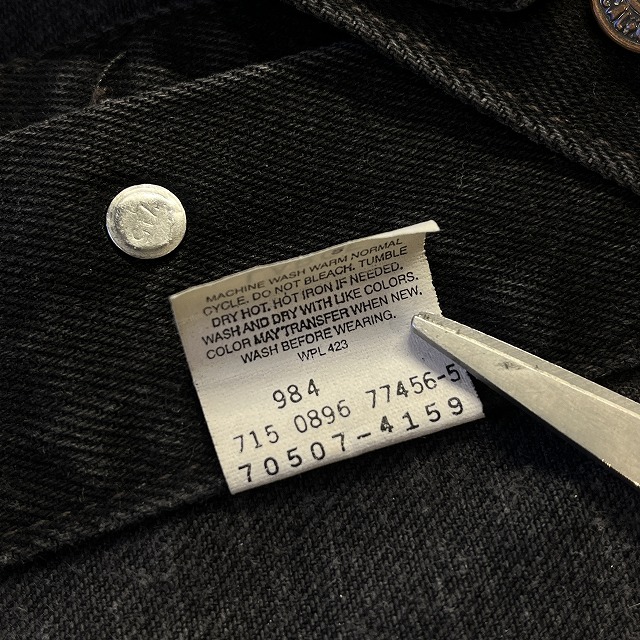 MACHINE WASH WARM NORMAL
CYCLE. DO NOT BLEACH. TUMBLE
DRY HOT. HOT IRON IF NEEDED.
WASH AND DRY WITH LIKE COLORS.
COLOR MAY TRANSFER WHEN NEW.
WASH BEFORE WEARING.
WPL 423
984
715 0896 77456-5
70507-4159